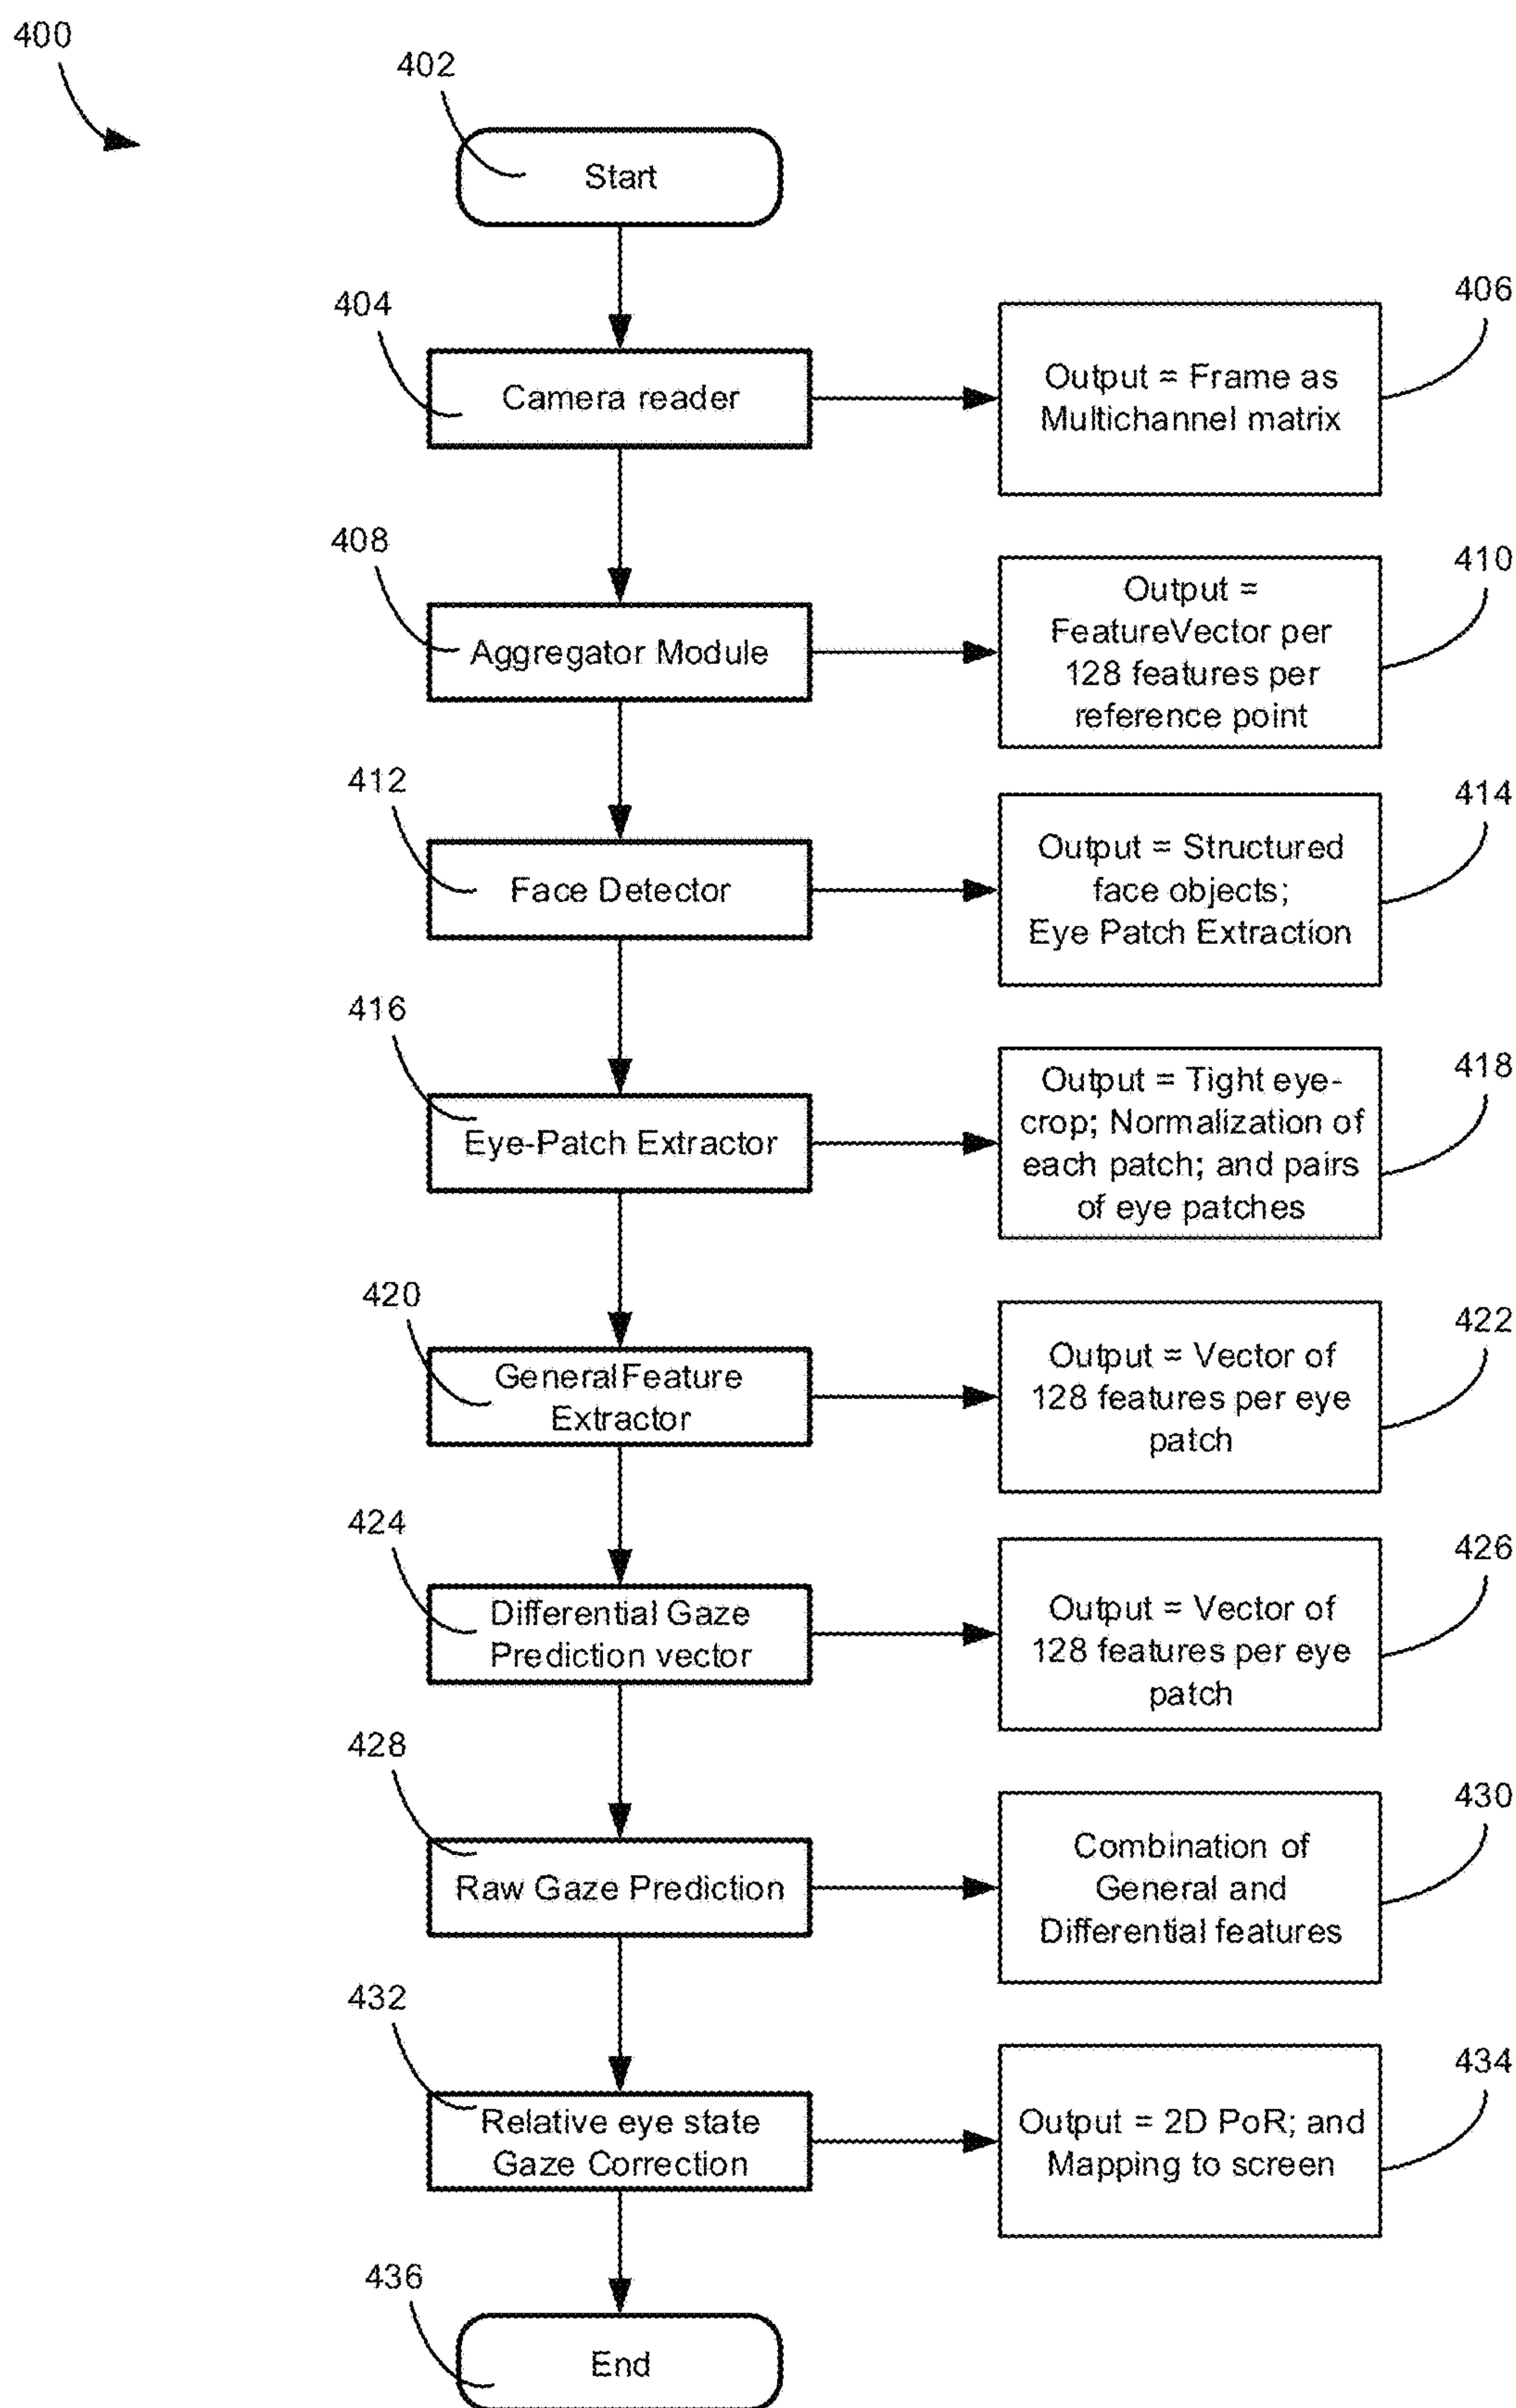 400
402
Start
404
Camera reader
406
Output = Frame as
Multichannel matrix
408
Aggregator Module
410
Output =
FeatureVector per
128 features per
reference point
412
Face Detector
414
Output = Structured
face objects;
Eye Patch Extraction
416
Eye-Patch Extractor
418
Output = Tight eye-
crop; Normalization of
each patch; and pairs
of eye patches
420
General Feature
Extractor
422
Output = Vector of
128 features per eye
patch
424
Differential Gaze
Prediction vector
426
Output = Vector of
128 features per eye
patch
428
Raw Gaze Prediction
430
Combination of
General and
Differential features
432
Relative eye state
Gaze Correction
434
Output = 2D PoR; and
Mapping to screen
436
End